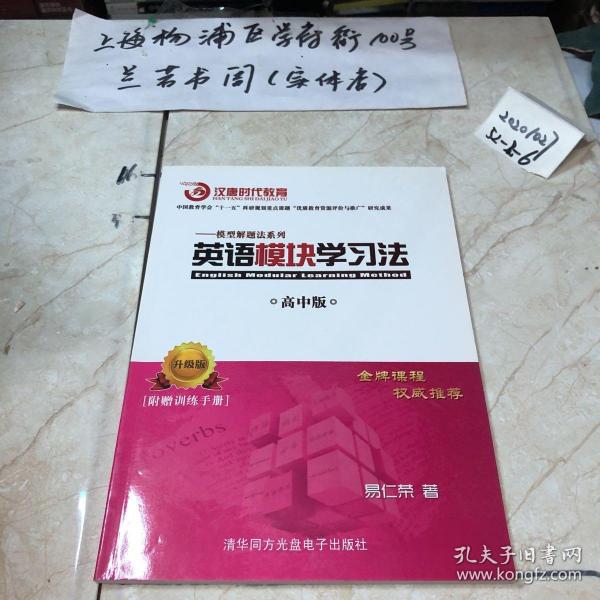 上海杨浦区学府街100号
兰若书阁(实体店)
汉唐时代教育
HAN TANG SHI DAI JIAO YU
中国教育学会“十一五”科研规划重点课题“优质教育资源评价与推广”研究成果
——模型解题法系列
英语模块学习法
English Modular Learning Method
高中版
升级版
[附赠训练手册]
金牌课程
权威推荐
verbs
易仁荣 著
清华同方光盘电子出版社
孔夫子旧书网
www.kongfz.com